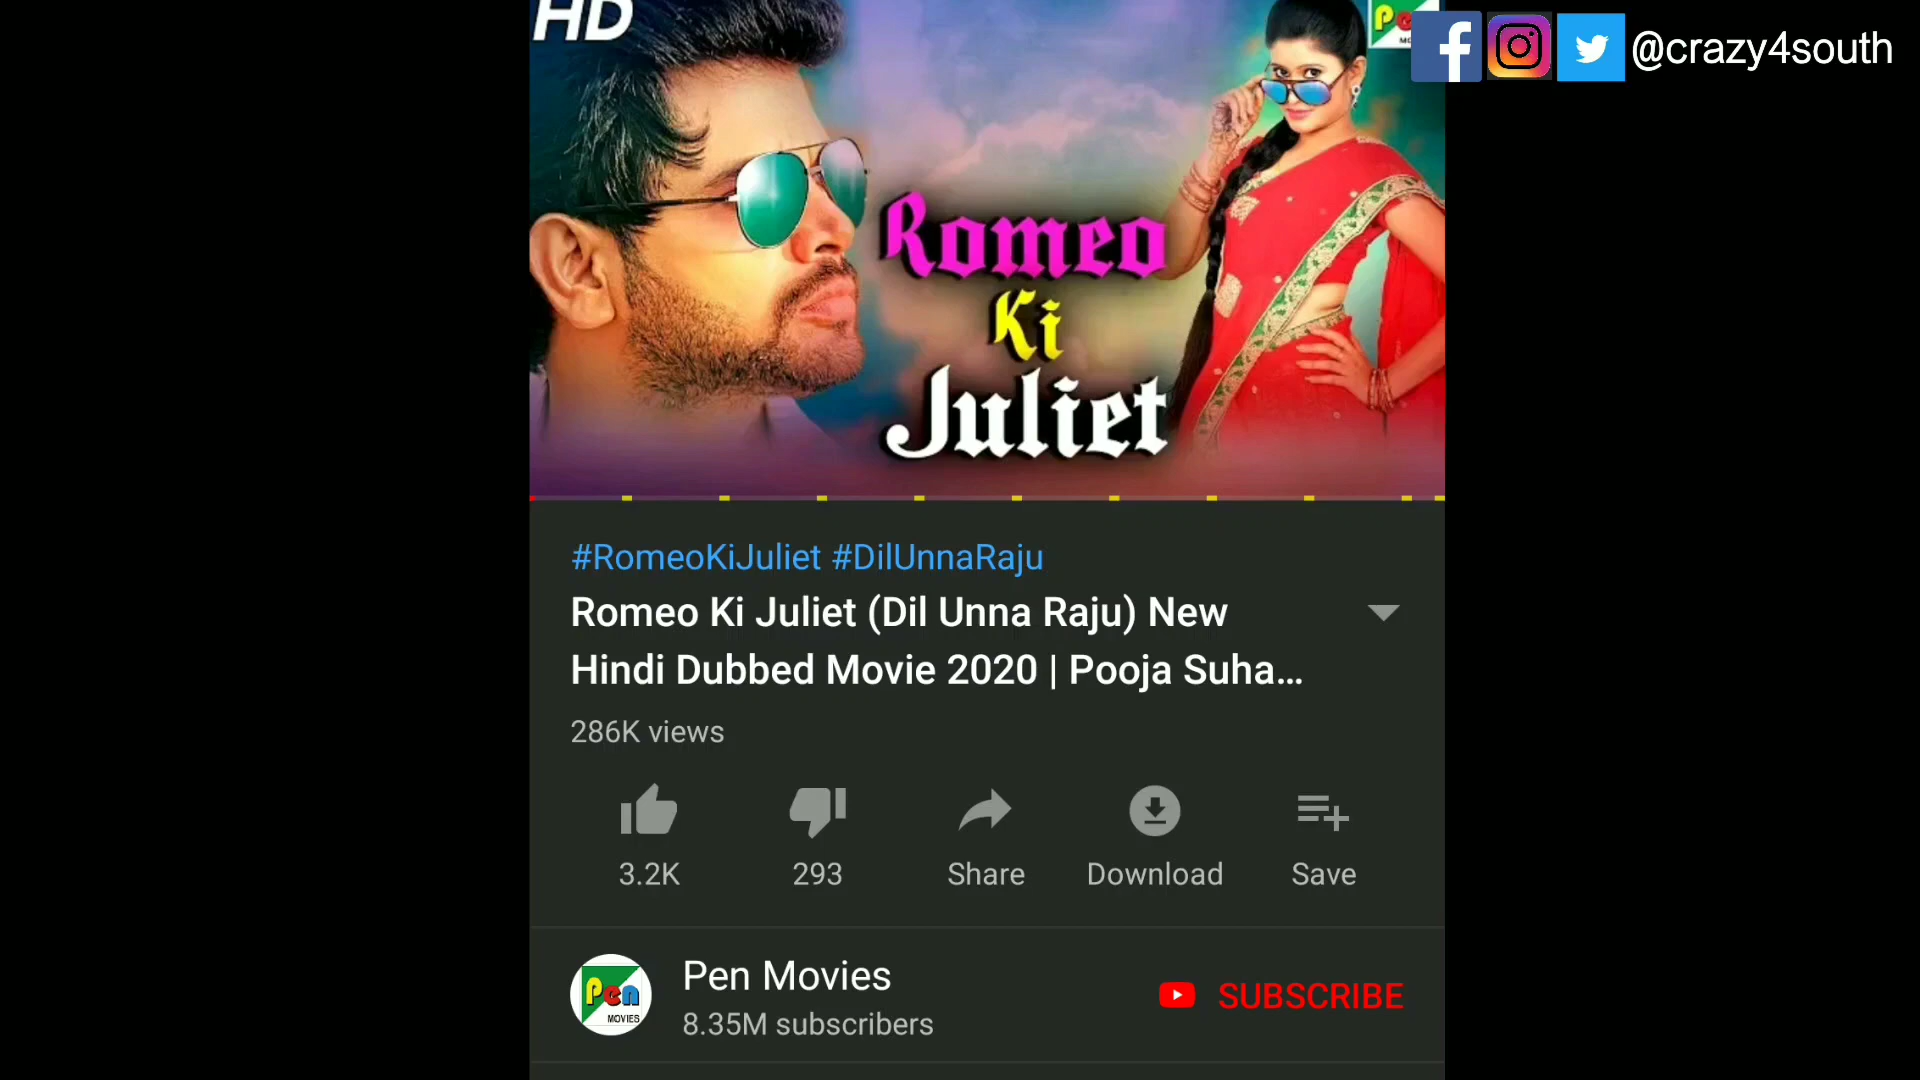 HD
@crazy4south
Romeo
Ki
Juliet
#RomeoKiJuliet #DilUnnaRaju
Romeo Ki Juliet (Dil Unna Raju) New
Hindi Dubbed Movie 2020 | Pooja Suha...
286K views
3.2K 293 Share Download Save
Pen MOVIES
Pen Movies
8.35M subscribers
SUBSCRIBE